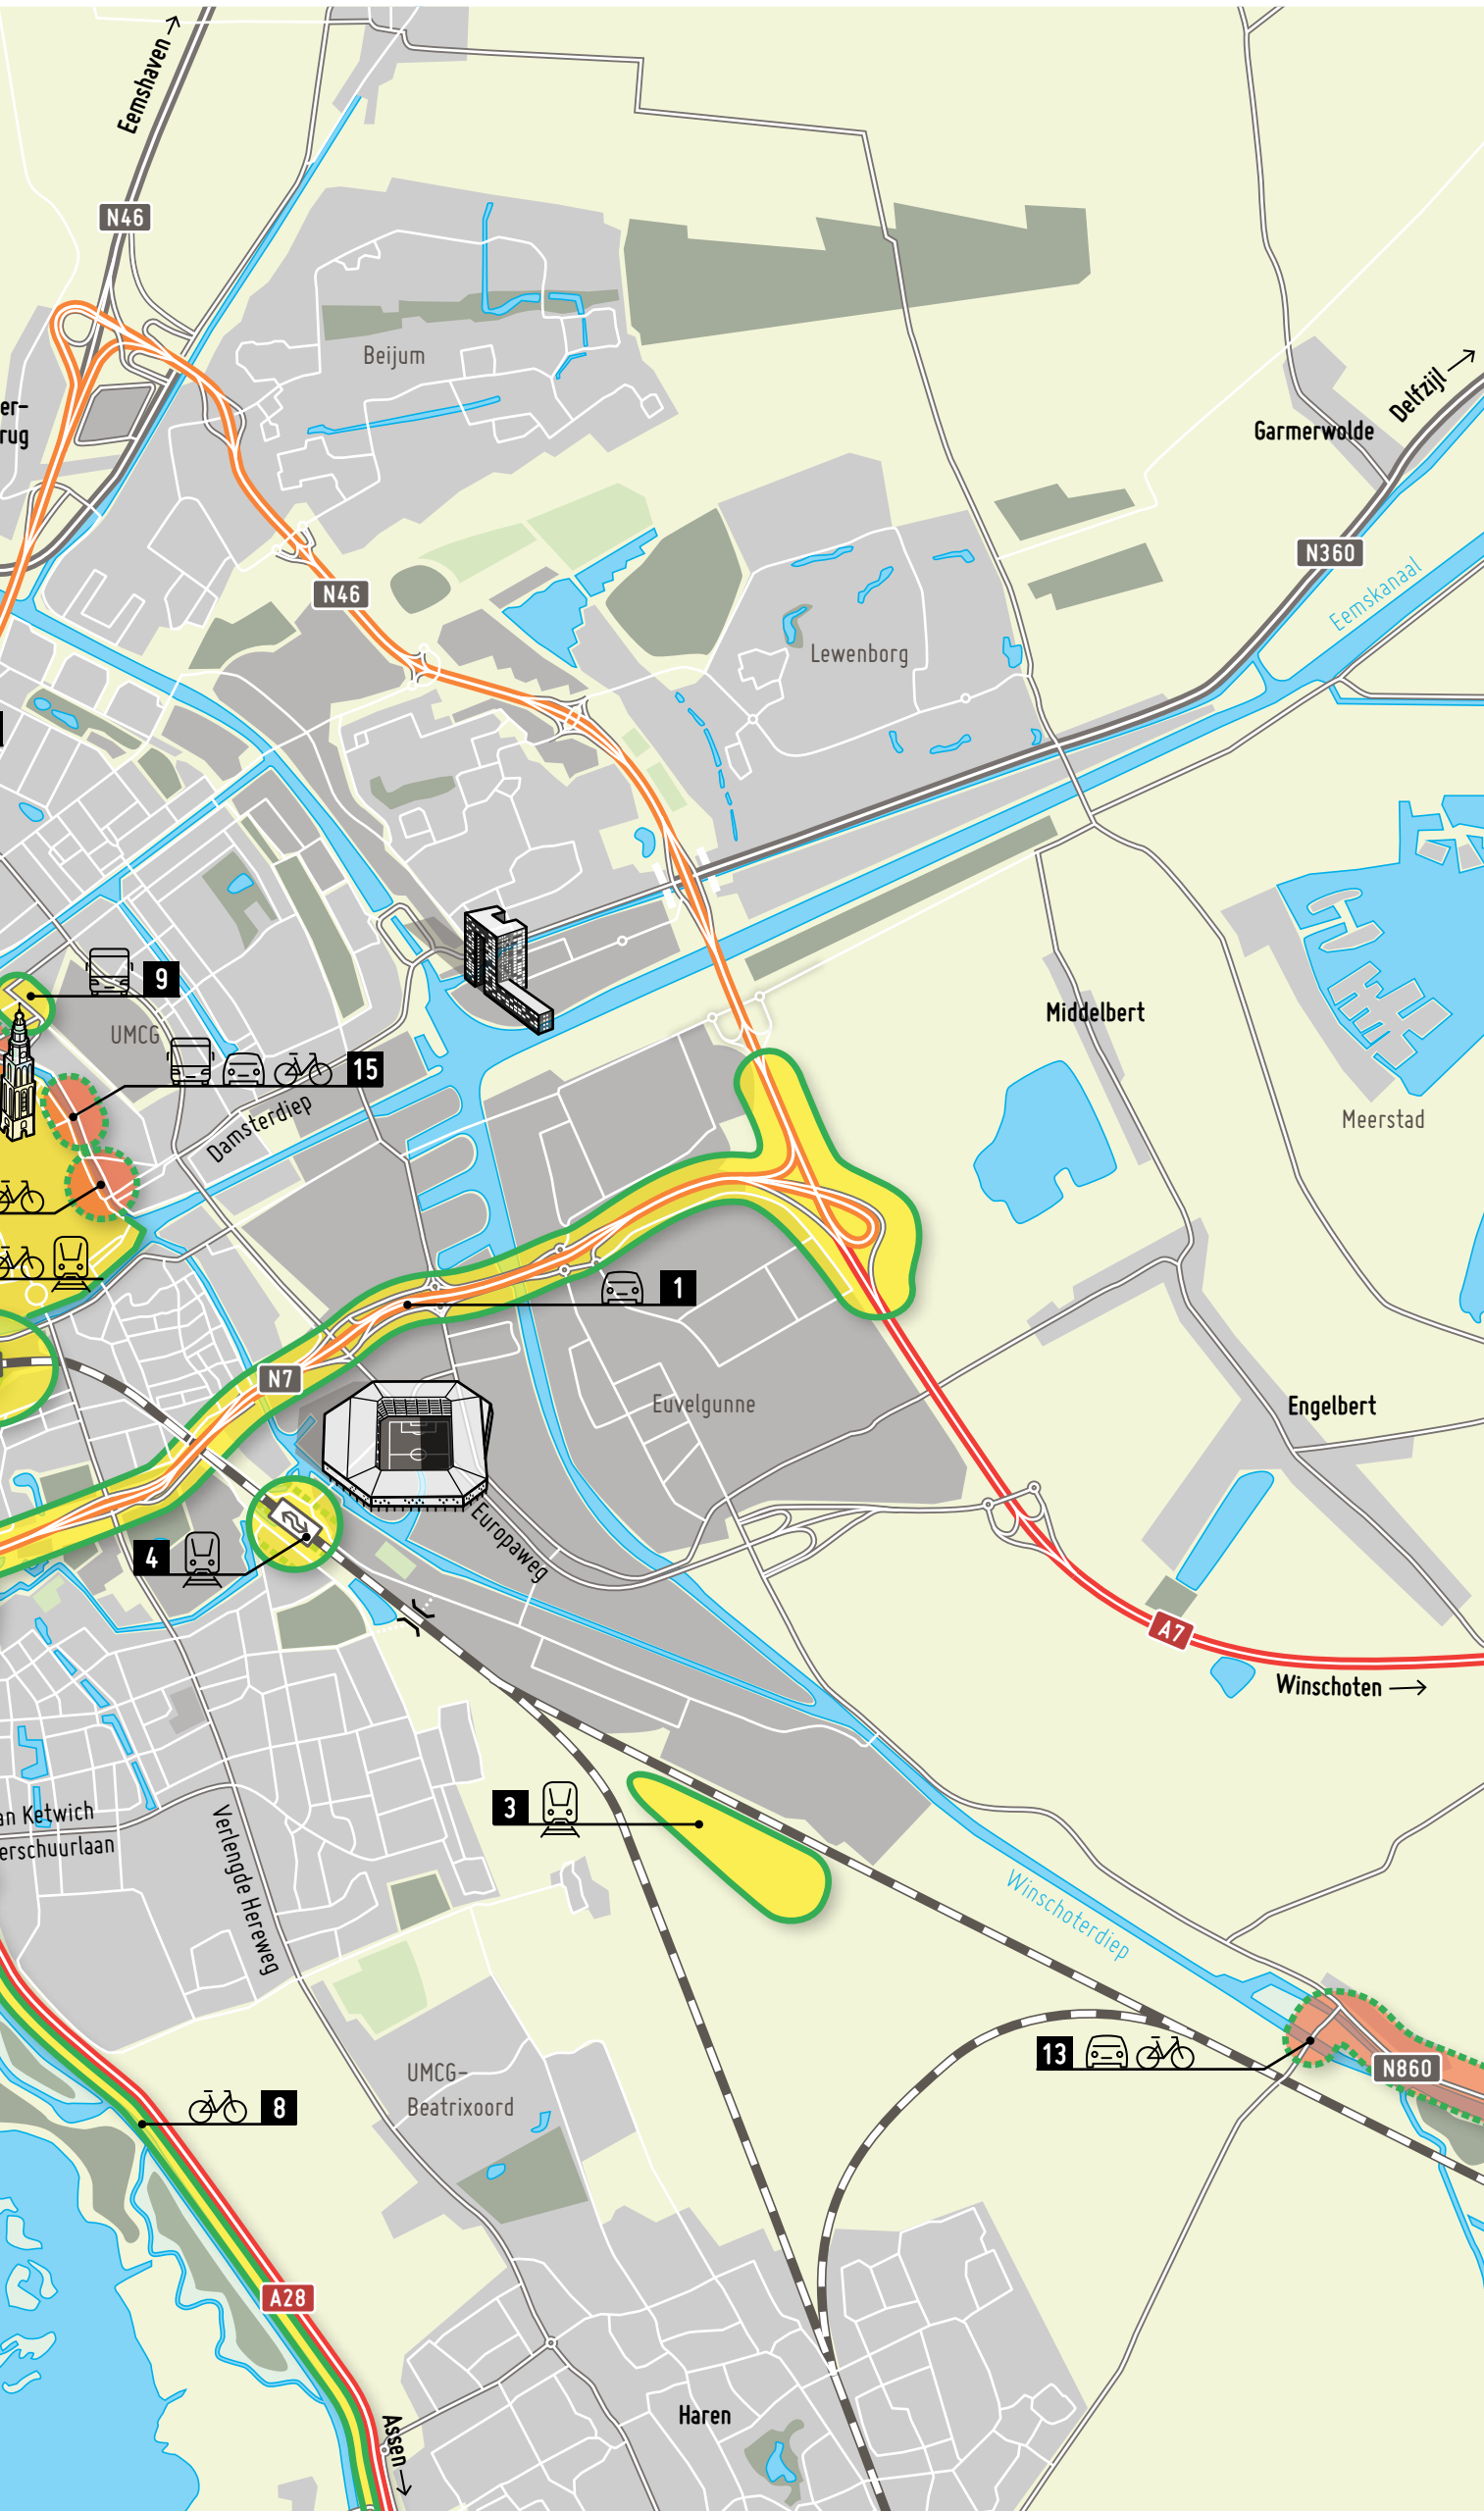 Eemshaven
N46
Beijum
Delfzijl
er-
rug
Garmerwolde
N360
N46
Eemskanaal
Lewenborg
9
UMCG
Middelbert
15
Damsterdiep
Meerstad
1
N7
Euvelgunne
Engelbert
Europaweg
4
A7
Winschoten
3
an Ketwich
erschuurlaan
Verlengde Hereweg
Winschoterdiep
13
N860
UMCG-
Beatrixoord
8
A28
Haren
Assen